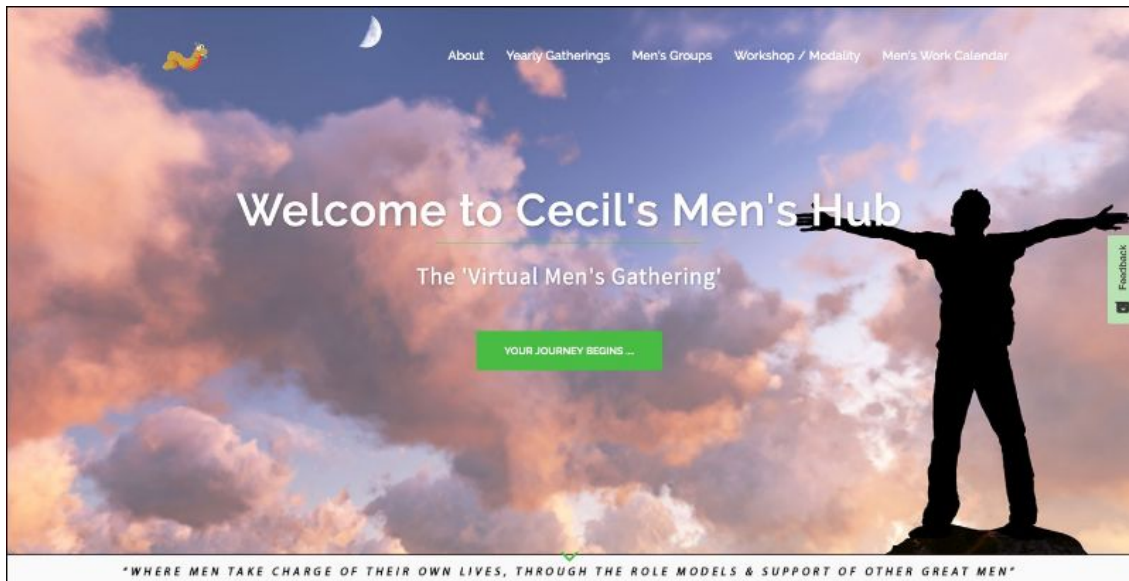 About Yearly Gatherings Men's Groups Workshop / Modality Men's Work Calendar
Welcome to Cecil's Men's Hub
The 'Virtual Men's Gathering'
YOUR JOURNEY BEGINS ...
Feedback
"WHERE MEN TAKE CHARGE OF THEIR OWN LIVES, THROUGH THE ROLE MODELS & SUPPORT OF OTHER GREAT MEN"